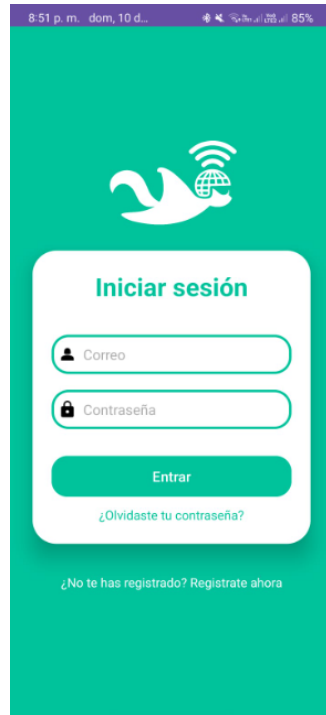 8:51 p. m. dom, 10 d... 85%
Iniciar sesión
Correo
Contraseña
Entrar
¿Olvidaste tu contraseña?
¿No te has registrado? Registrate ahora